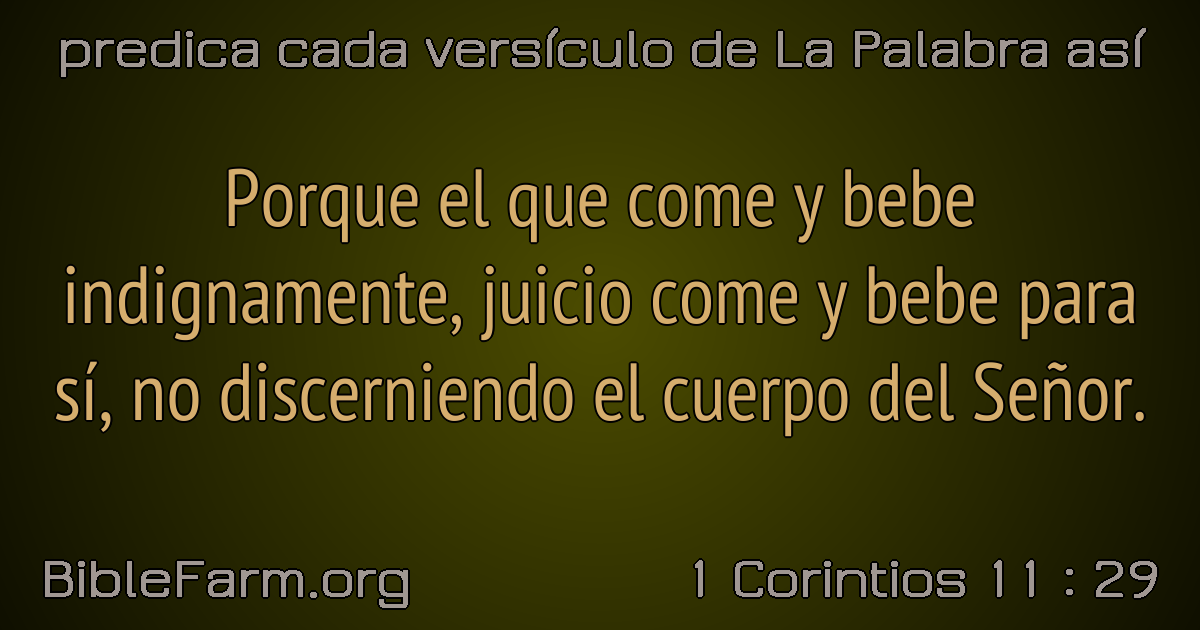 predica cada versículo de La Palabra así
Porque el que come y bebe
indignamente, juicio come y bebe para
sí, no discerniendo el cuerpo del Señor.
BibleFarm.org
1 Corintios 11 : 29